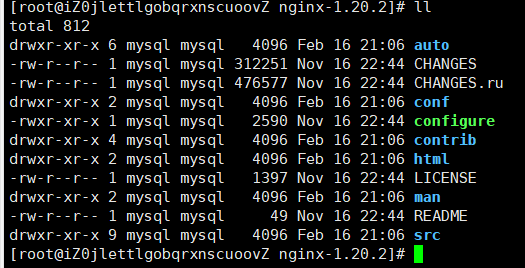 [root@iZ0jlettlgobqrxnscuoovZ nginx-1.20.2]# ll
total 812
drwxr-xr-x 6 mysql mysql   4096 Feb 16 21:06 auto
-rw-r--r-- 1 mysql mysql 312251 Nov 16 22:44 CHANGES
-rw-r--r-- 1 mysql mysql 476577 Nov 16 22:44 CHANGES.ru
drwxr-xr-x 2 mysql mysql   4096 Feb 16 21:06 conf
-rwxr-xr-x 1 mysql mysql   2590 Nov 16 22:44 configure
drwxr-xr-x 4 mysql mysql   4096 Feb 16 21:06 contrib
drwxr-xr-x 2 mysql mysql   4096 Feb 16 21:06 html
-rw-r--r-- 1 mysql mysql   1397 Nov 16 22:44 LICENSE
drwxr-xr-x 2 mysql mysql   4096 Feb 16 21:06 man
-rw-r--r-- 1 mysql mysql     49 Nov 16 22:44 README
drwxr-xr-x 9 mysql mysql   4096 Feb 16 21:06 src
[root@iZ0jlettlgobqrxnscuoovZ nginx-1.20.2]#